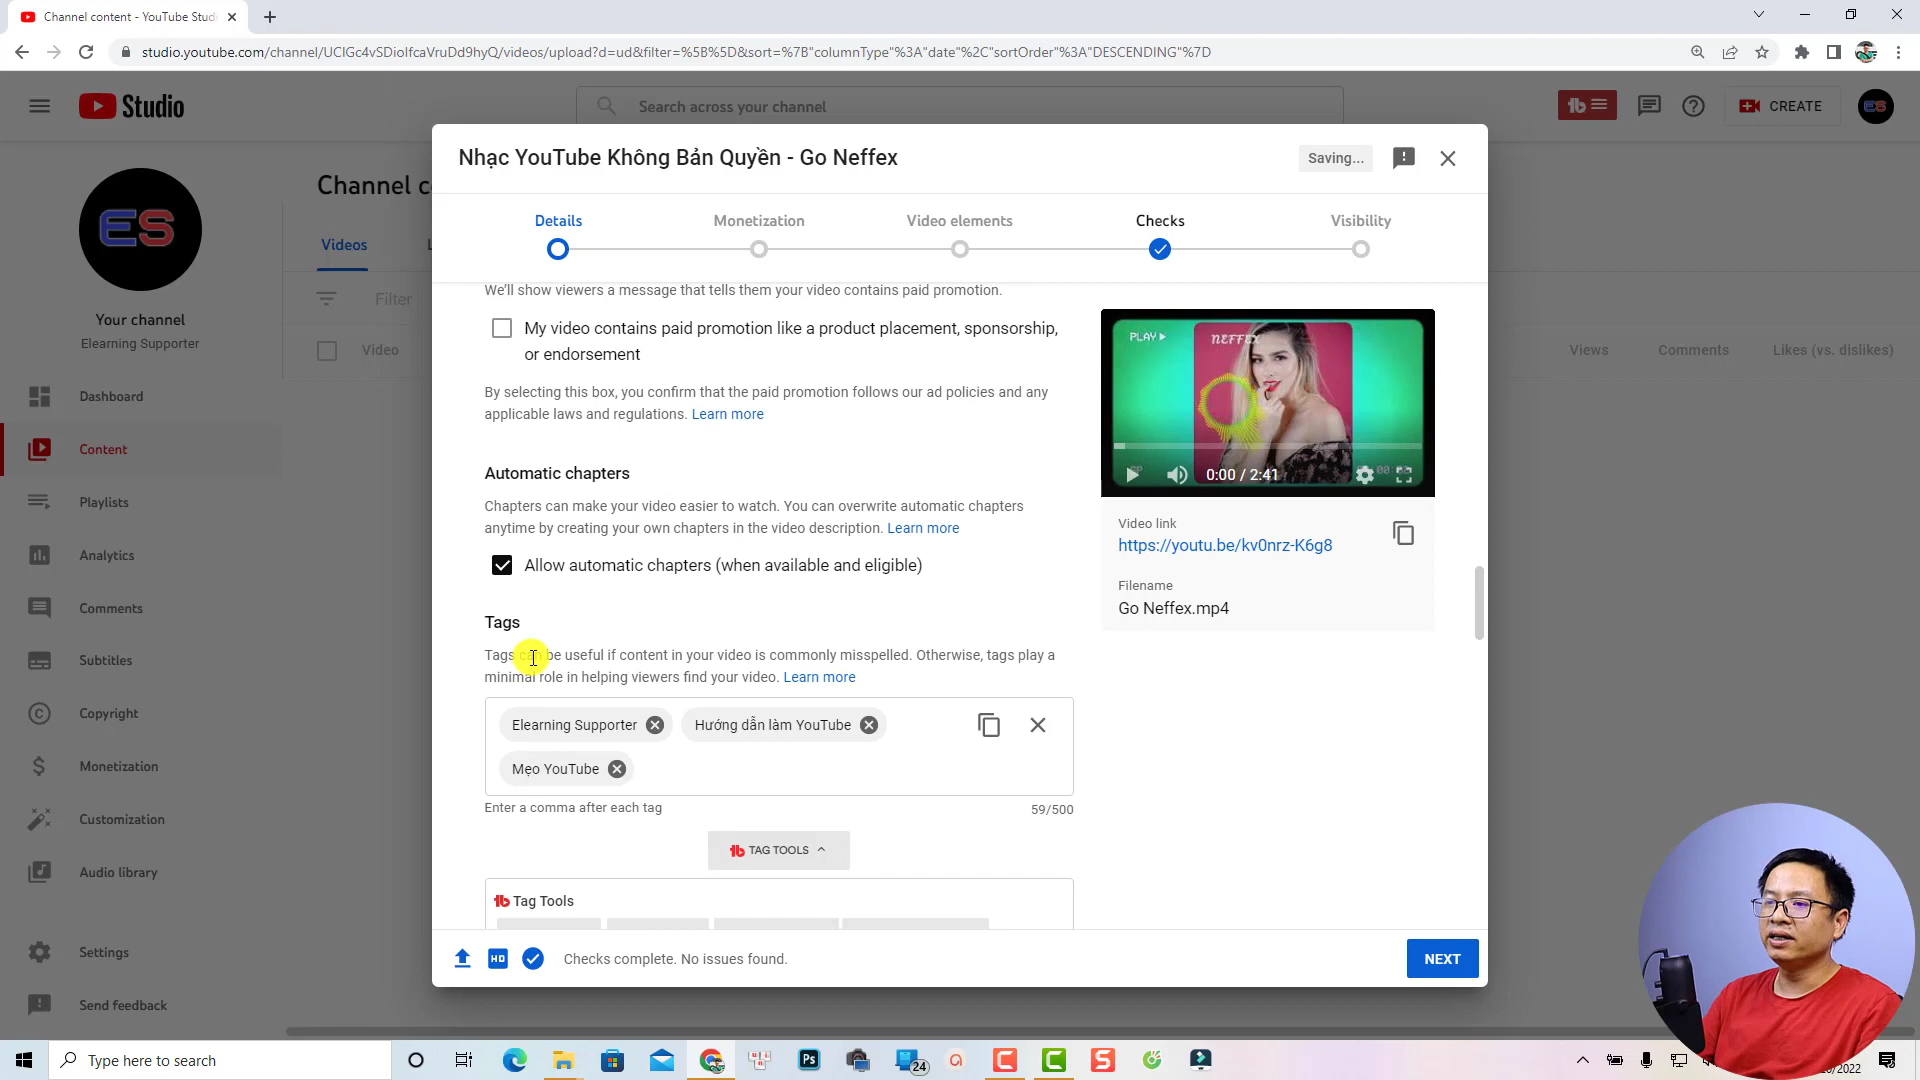 Channel content - YouTube Stud
studio.youtube.com/channel/UCIGc4vSDioIfcaVruDd9hyQ/videos/upload?d=ud&filter=%5B%5D&sort=%7B"columnType"%3A"date"%2C"sortOrder"%3A"DESCENDING"%7D
Studio
Search across your channel
CREATE
ES
ES
Your channel
Elearning Supporter
Dashboard
Content
Playlists
Analytics
Comments
Subtitles
Copyright
Monetization
Customization
Audio library
Settings
Send feedback
Channel c
Videos
Filter
Video
Views
Comments
Likes (vs. dislikes)
Nhạc YouTube Không Bản Quyền - Go Neffex
Saving...
Details
Monetization
Video elements
Checks
Visibility
We'll show viewers a message that tells them your video contains paid promotion.
My video contains paid promotion like a product placement, sponsorship,
or endorsement
By selecting this box, you confirm that the paid promotion follows our ad policies and any
applicable laws and regulations. Learn more
Automatic chapters
Chapters can make your video easier to watch. You can overwrite automatic chapters
anytime by creating your own chapters in the video description. Learn more
Allow automatic chapters (when available and eligible)
Tags
Tags can be useful if content in your video is commonly misspelled. Otherwise, tags play a
minimal role in helping viewers find your video. Learn more
Elearning Supporter
Hướng dẫn làm YouTube
Mẹo YouTube
Enter a comma after each tag
59/500
TAG TOOLS
Tag Tools
PLAY
NEFFEX
0:00 / 2:41
Video link
https://youtu.be/kv0nrz-K6g8
Filename
Go Neffex.mp4
HD
Checks complete. No issues found.
NEXT
Type here to search
Ps
24